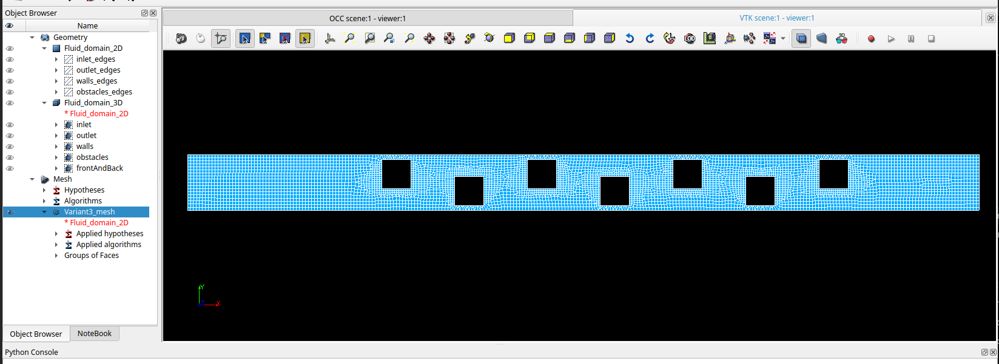 Object Browser
OCC scene:1 - viewer:1
VTK scene:1 - viewer:1
Name
Geometry
Fluid_domain_2D
inlet_edges
outlet_edges
walls_edges
obstacles_edges
Fluid_domain_3D
* Fluid_domain_2D
inlet
outlet
walls
obstacles
frontAndBack
Mesh
Hypotheses
Algorithms
Variant3_mesh
* Fluid_domain_2D
Applied hypotheses
Applied algorithms
Groups of Faces
Y
X
Object Browser
NoteBook
Python Console